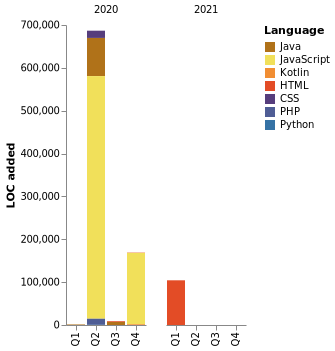 2020 2021
Language
Java
JavaScript
Kotlin
HTML
CSS
PHP
Python
LOC added
700,000
600,000
500,000
400,000
300,000
200,000
100,000
0
Q1 Q2 Q3 Q4 Q1 Q2 Q3 Q4